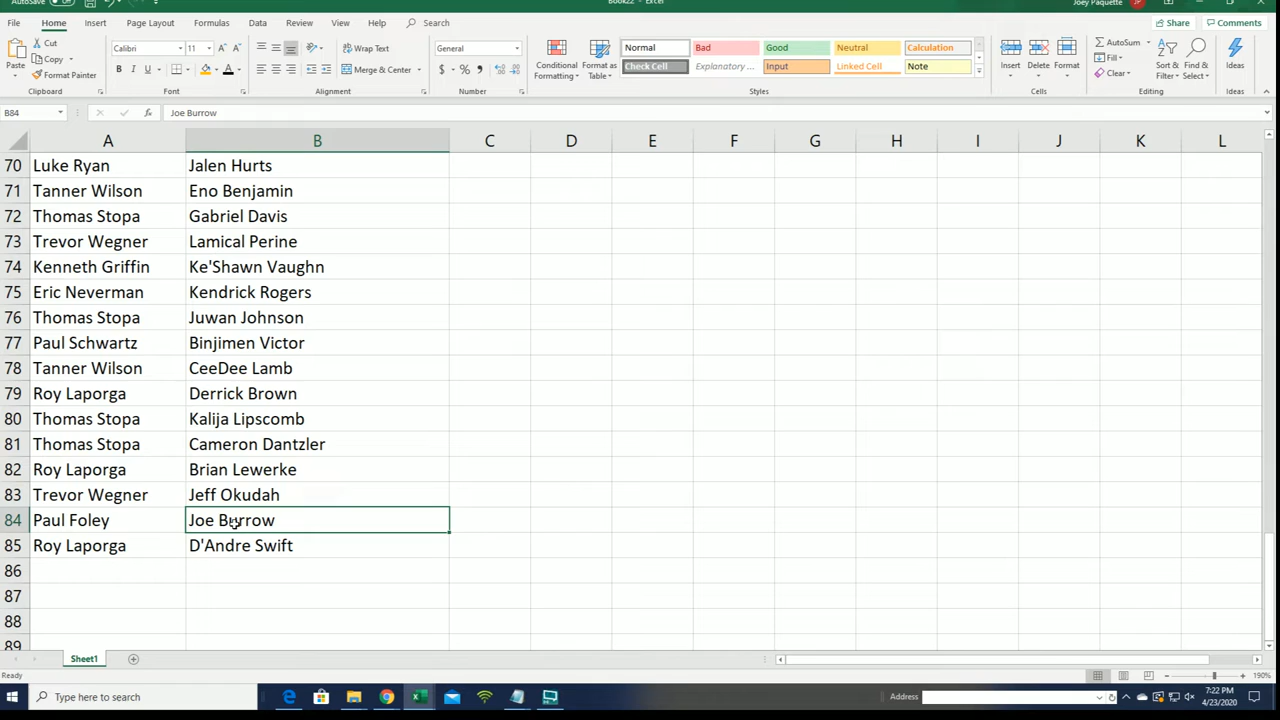 AutoSave Off Book22 - Excel Joey Paquette JP
File Home Insert Page Layout Formulas Data Review View Help Search Share Comments
Paste Cut Copy Format Painter Clipboard
Calibri 11 A A B I U A Font
Wrap Text Merge & Center Alignment
General $ % , Number
Conditional Formatting Format as Table
Normal Bad Good Neutral Calculation
Check Cell Explanatory ... Input Linked Cell Note
Styles
Insert Delete Format Cells
AutoSum Fill Clear Sort & Filter Find & Select Editing
Ideas Ideas
B84 fx Joe Burrow
A B C D E F G H I J K L
70 Luke Ryan Jalen Hurts
71 Tanner Wilson Eno Benjamin
72 Thomas Stopa Gabriel Davis
73 Trevor Wegner Lamical Perine
74 Kenneth Griffin Ke'Shawn Vaughn
75 Eric Neverman Kendrick Rogers
76 Thomas Stopa Juwan Johnson
77 Paul Schwartz Binjimen Victor
78 Tanner Wilson CeeDee Lamb
79 Roy Laporga Derrick Brown
80 Thomas Stopa Kalija Lipscomb
81 Thomas Stopa Cameron Dantzler
82 Roy Laporga Brian Lewerke
83 Trevor Wegner Jeff Okudah
84 Paul Foley Joe Burrow
85 Roy Laporga D'Andre Swift
86
87
88
89
Sheet1
Ready 190%
Type here to search Address 7:22 PM
4/23/2020